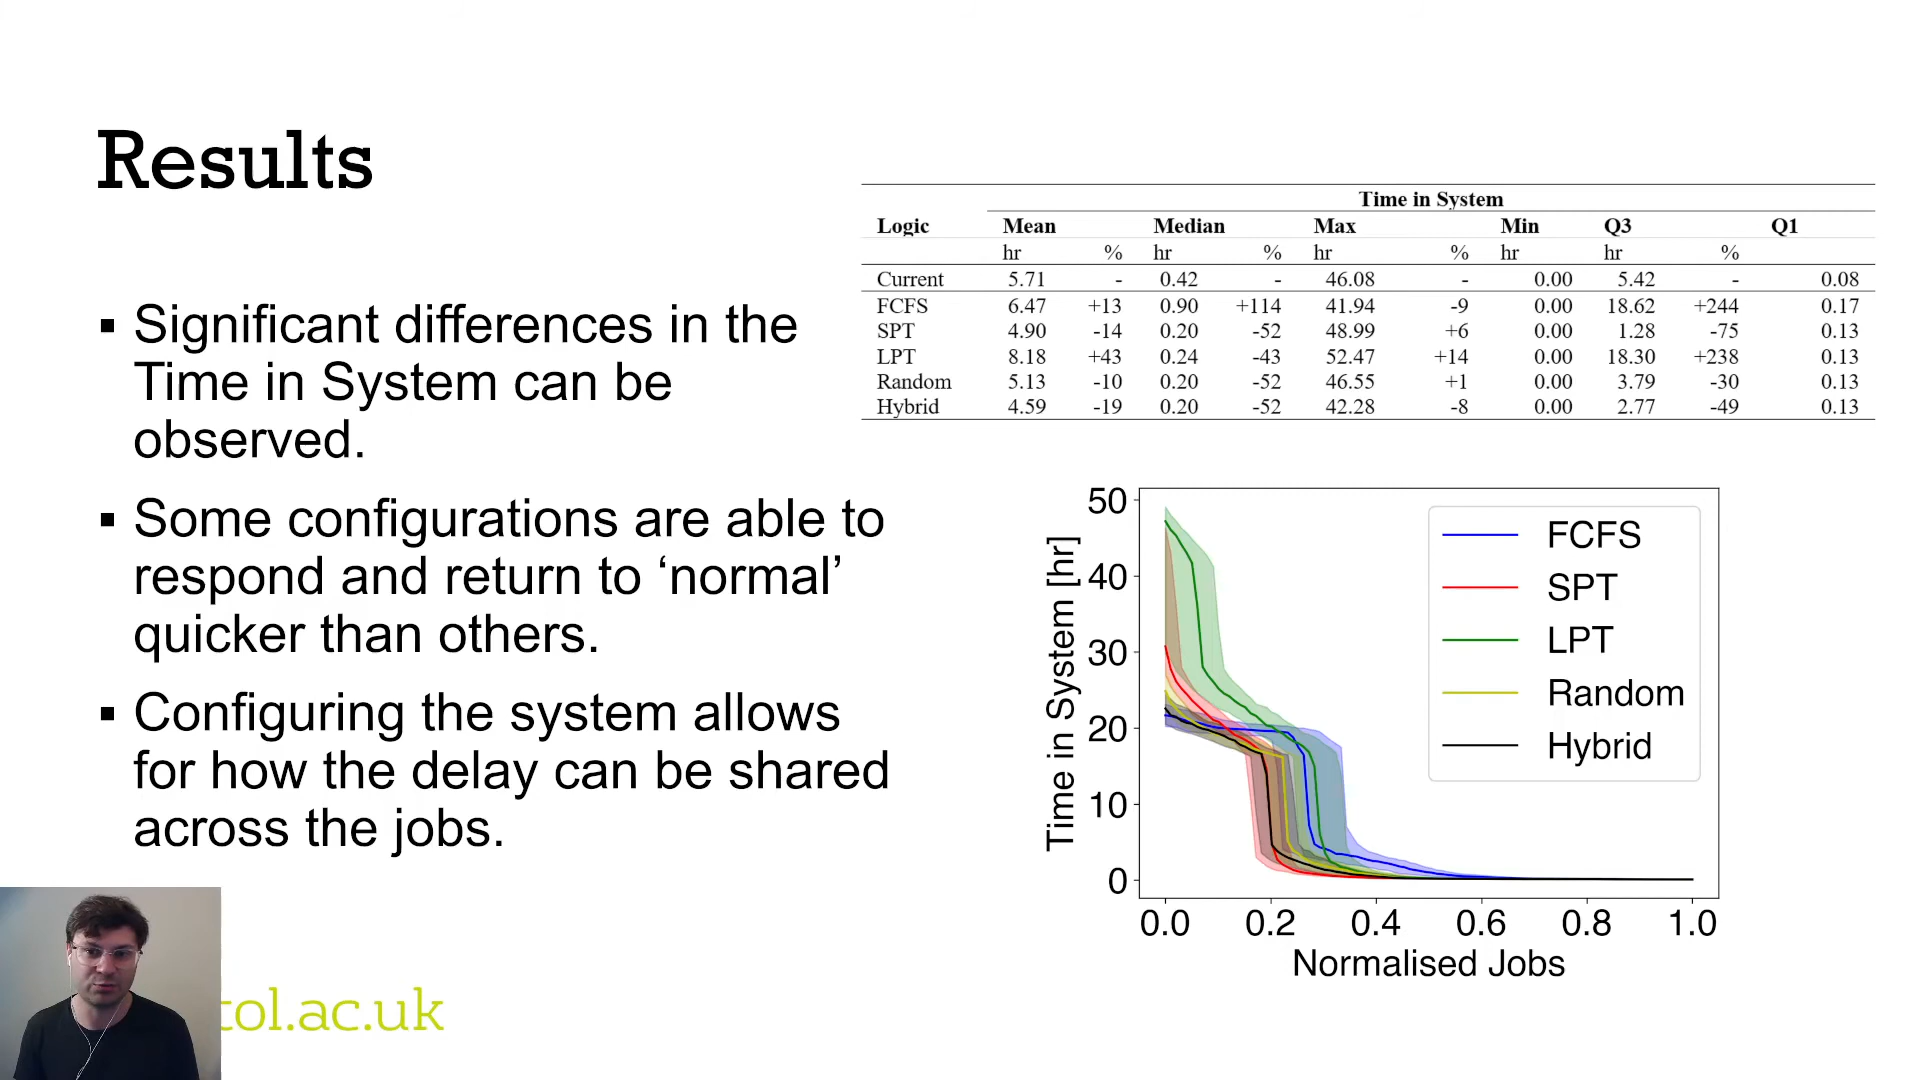 Results
▪ Significant differences in the
Time in System can be
observed.
▪ Some configurations are able to
respond and return to ‘normal’
quicker than others.
▪ Configuring the system allows
for how the delay can be shared
across the jobs.
tol.ac.uk
Time in System
Logic Mean Median Max Min Q3 Q1
hr % hr % hr % hr hr %
Current 5.71 - 0.42 - 46.08 - 0.00 5.42 - 0.08
FCFS 6.47 +13 0.90 +114 41.94 -9 0.00 18.62 +244 0.17
SPT 4.90 -14 0.20 -52 48.99 +6 0.00 1.28 -75 0.13
LPT 8.18 +43 0.24 -43 52.47 +14 0.00 18.30 +238 0.13
Random 5.13 -10 0.20 -52 46.55 +1 0.00 3.79 -30 0.13
Hybrid 4.59 -19 0.20 -52 42.28 -8 0.00 2.77 -49 0.13
Time in System [hr]
50
40
30
20
10
0
FCFS
SPT
LPT
Random
Hybrid
0.0 0.2 0.4 0.6 0.8 1.0
Normalised Jobs